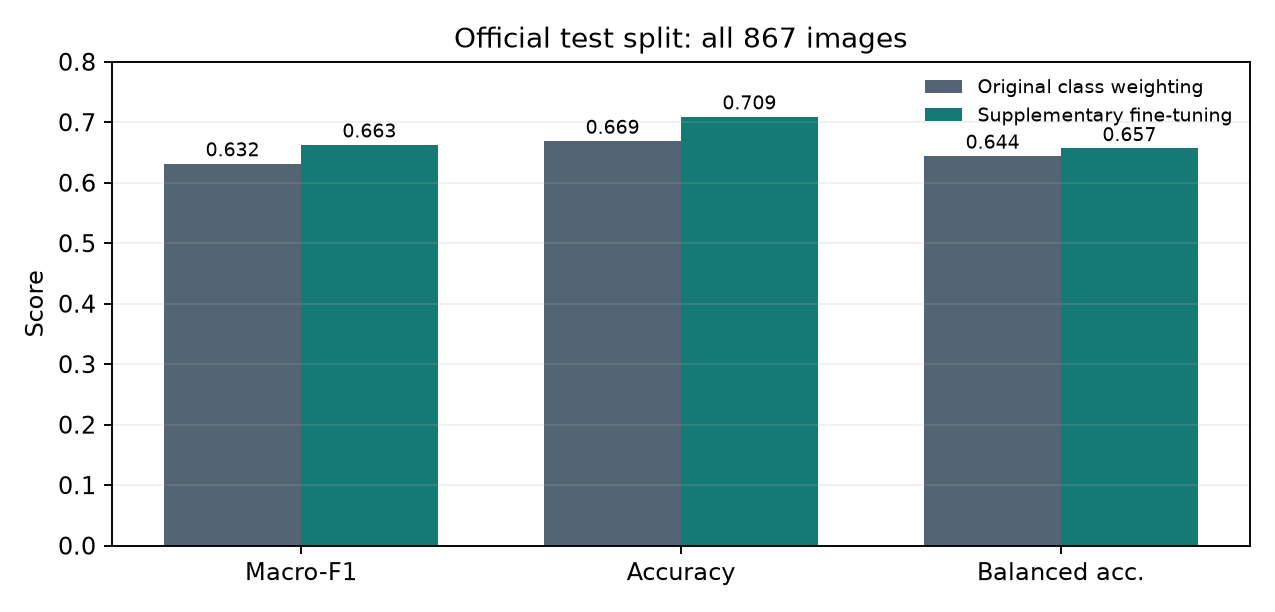 Official test split: all 867 images
Score
0.8
0.7
0.6
0.5
0.4
0.3
0.2
0.1
0.0
Original class weighting
Supplementary fine-tuning
0.632
0.663
0.669
0.709
0.644
0.657
Macro-F1
Accuracy
Balanced acc.